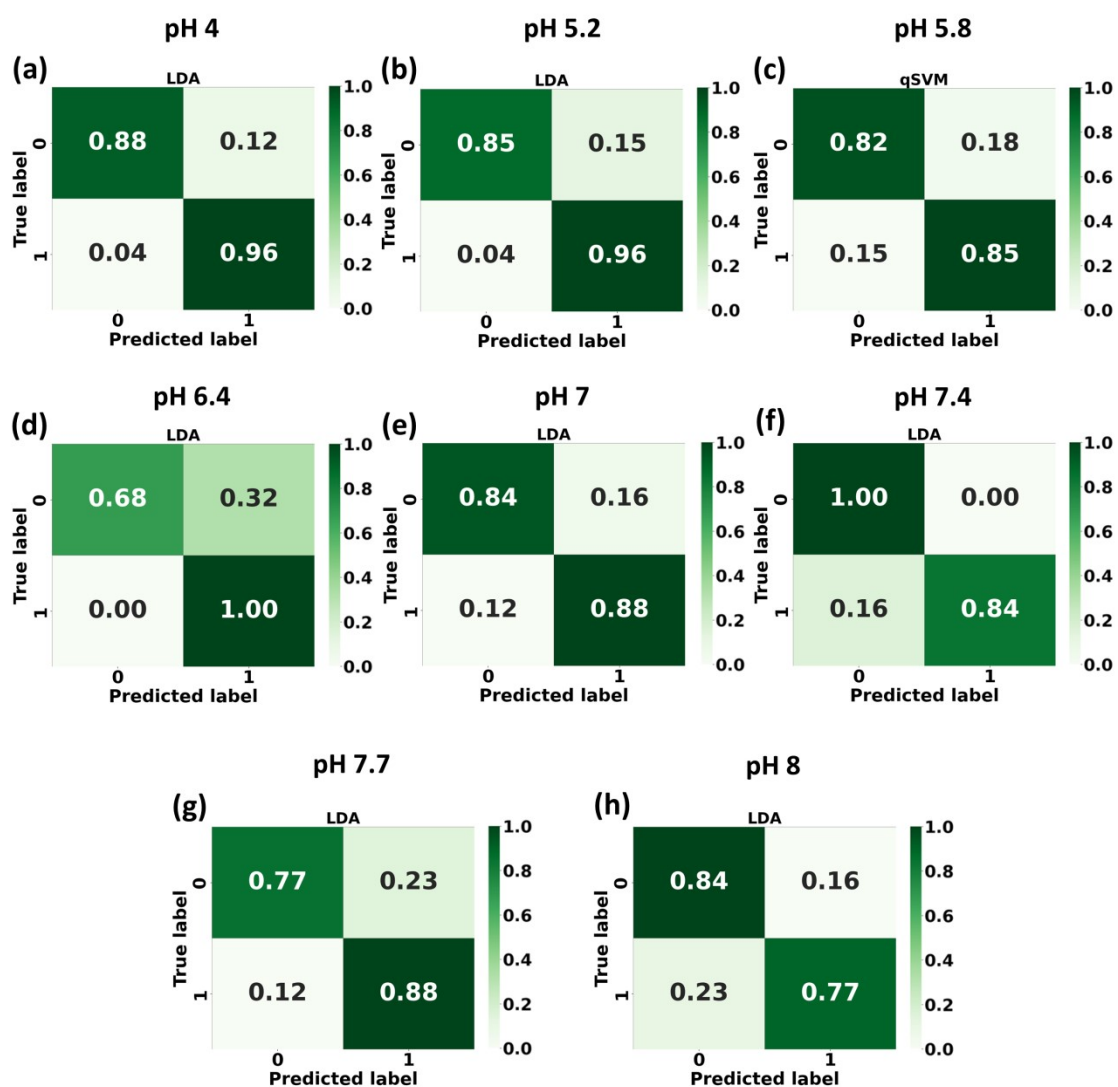 pH 4 pH 5.2 pH 5.8
(a) (b) (c)
LDA LDA qSVM
1.0 1.0 1.0
0 0.88 0.12 0 0.85 0.15 0 0.82 0.18
0.8 0.8 0.8
0.6 0.6 0.6
True label True label True label
0.4 0.4 0.4
1 0.04 0.96 1 0.04 0.96 1 0.15 0.85
0.2 0.2 0.2
0.0 0.0 0.0
0 1 0 1 0 1
Predicted label Predicted label Predicted label
pH 6.4 pH 7 pH 7.4
(d) (e) (f)
LDA LDA LDA
1.0 1.0 1.0
0 0.68 0.32 0 0.84 0.16 0 1.00 0.00
0.8 0.8 0.8
0.6 0.6 0.6
True label True label True label
0.4 0.4 0.4
1 0.00 1.00 1 0.12 0.88 1 0.16 0.84
0.2 0.2 0.2
0.0 0.0 0.0
0 1 0 1 0 1
Predicted label Predicted label Predicted label
pH 7.7 pH 8
(g) (h)
LDA LDA
1.0 1.0
0 0.77 0.23 0 0.84 0.16
0.8 0.8
0.6 0.6
True label True label
0.4 0.4
1 0.12 0.88 1 0.23 0.77
0.2 0.2
0.0 0.0
0 1 0 1
Predicted label Predicted label